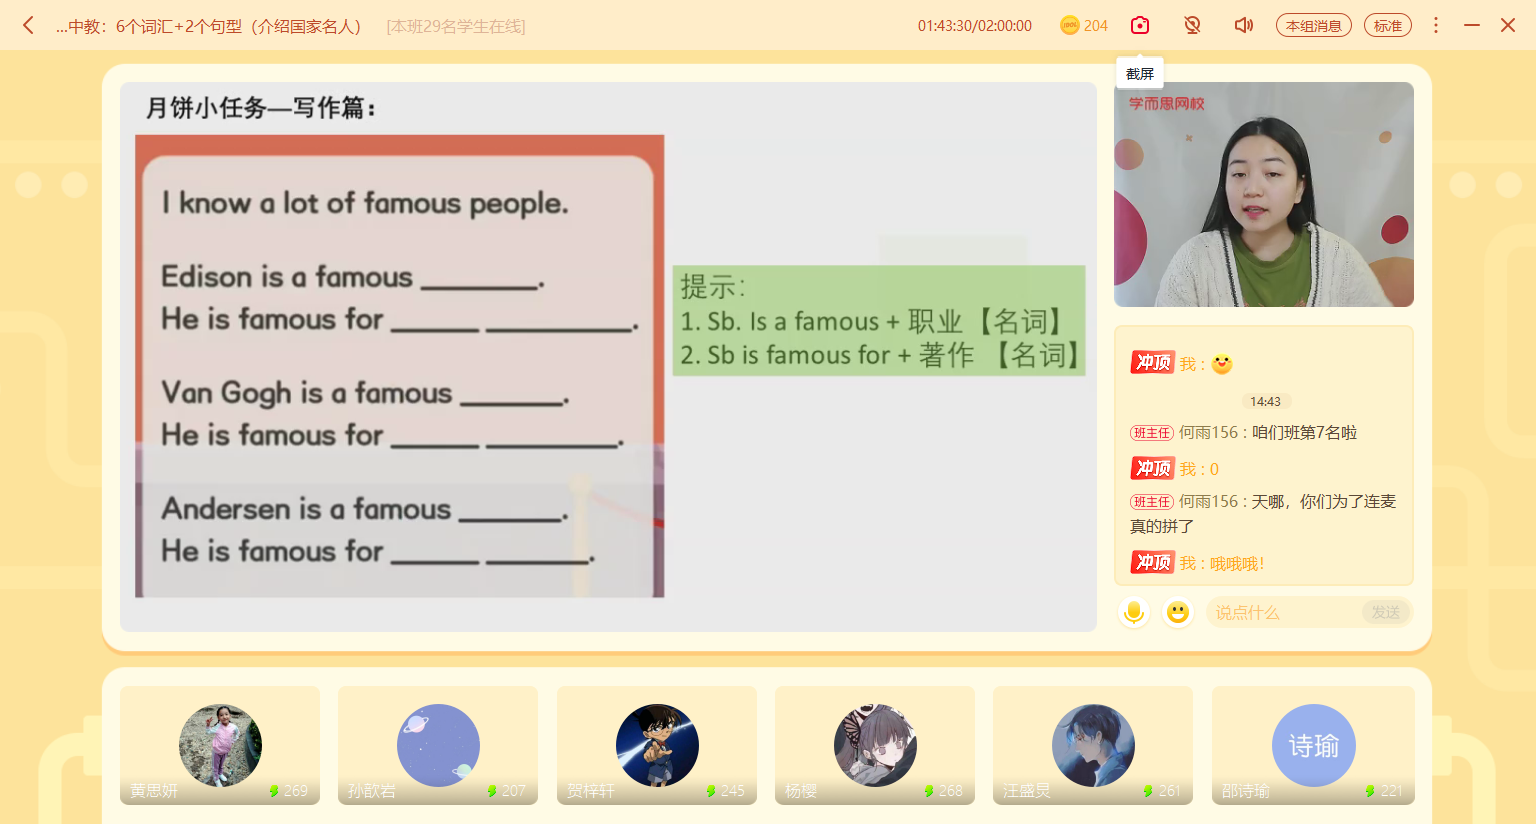 ...中教：6个词汇+2个句型（介绍国家名人）
[本班29名学生在线]
01:43:30/02:00:00
204
本组消息
标准
截屏
月饼小任务—写作篇：
I know a lot of famous people.
Edison is a famous ________.
He is famous for ______ __________.
Van Gogh is a famous _______.
He is famous for ______ _________.
Andersen is a famous _______.
He is famous for ______ _______.
提示：
1. Sb. Is a famous + 职业【名词】
2. Sb is famous for + 著作 【名词】
学而思网校
冲顶 我：
14:43
班主任 何雨156：咱们班第7名啦
冲顶 我：0
班主任 何雨156：天哪，你们为了连麦
真的拼了
冲顶 我：哦哦哦！
说点什么
发送
诗瑜
黄思妍 269
孙歆岩 207
贺梓轩 245
杨樱 268
汪盛炅 261
邵诗瑜 221